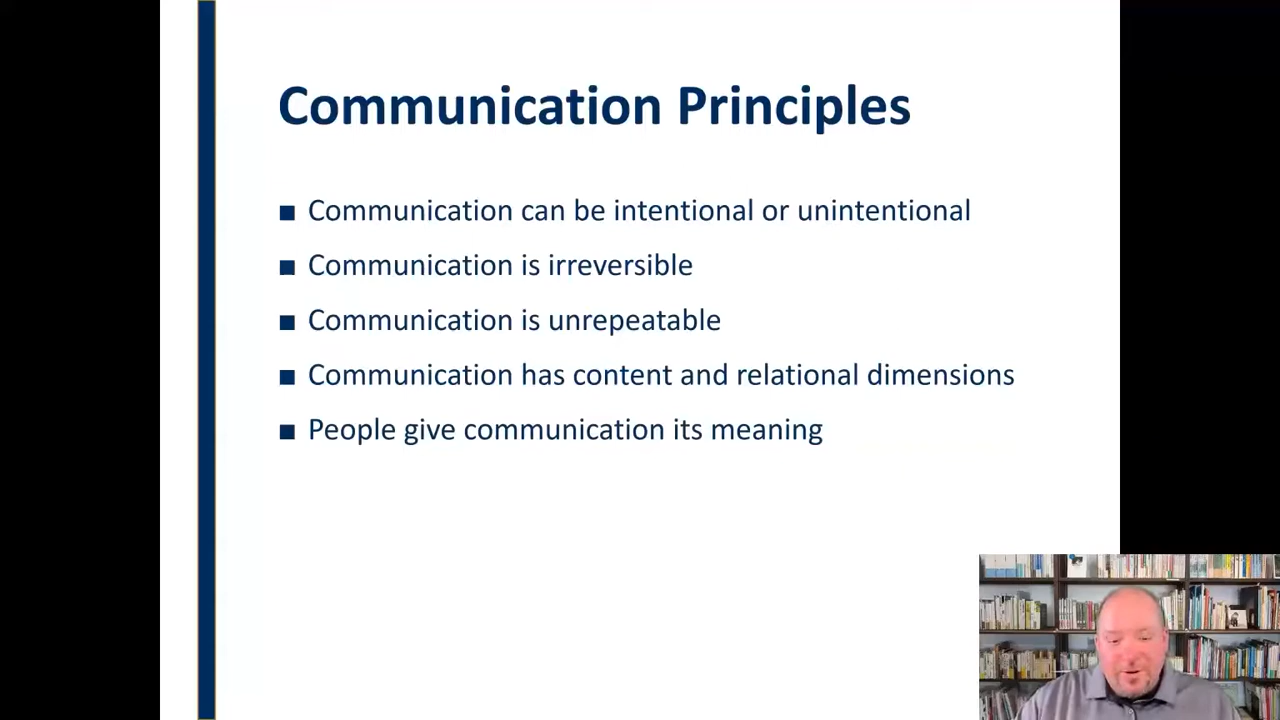 Communication Principles
■ Communication can be intentional or unintentional
■ Communication is irreversible
■ Communication is unrepeatable
■ Communication has content and relational dimensions
■ People give communication its meaning